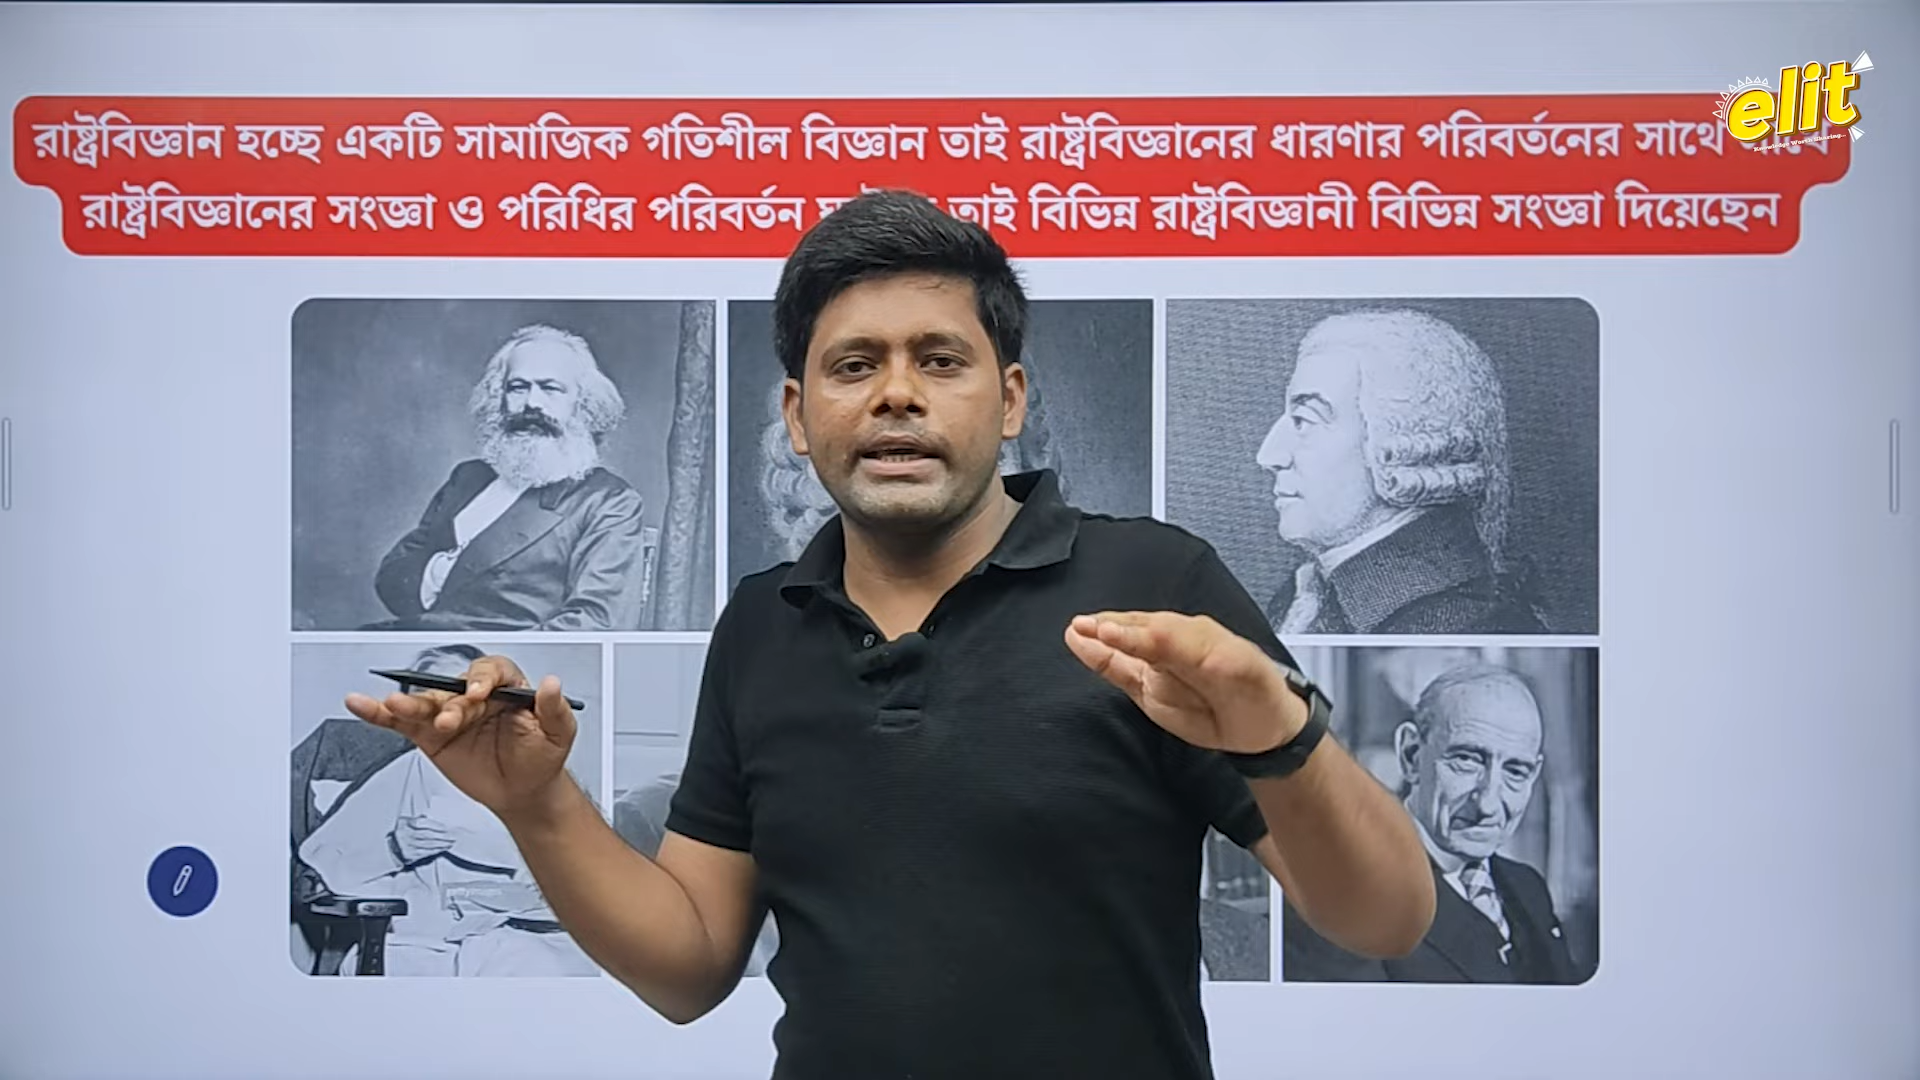 elit
রাষ্ট্রবিজ্ঞান হচ্ছে একটি সামাজিক গতিশীল বিজ্ঞান তাই রাষ্ট্রবিজ্ঞানের ধারণার পরিবর্তনের সাথে
রাষ্ট্রবিজ্ঞানের সংজ্ঞা ও পরিধির পরিবর্তন তাই বিভিন্ন রাষ্ট্রবিজ্ঞানী বিভিন্ন সংজ্ঞা দিয়েছেন